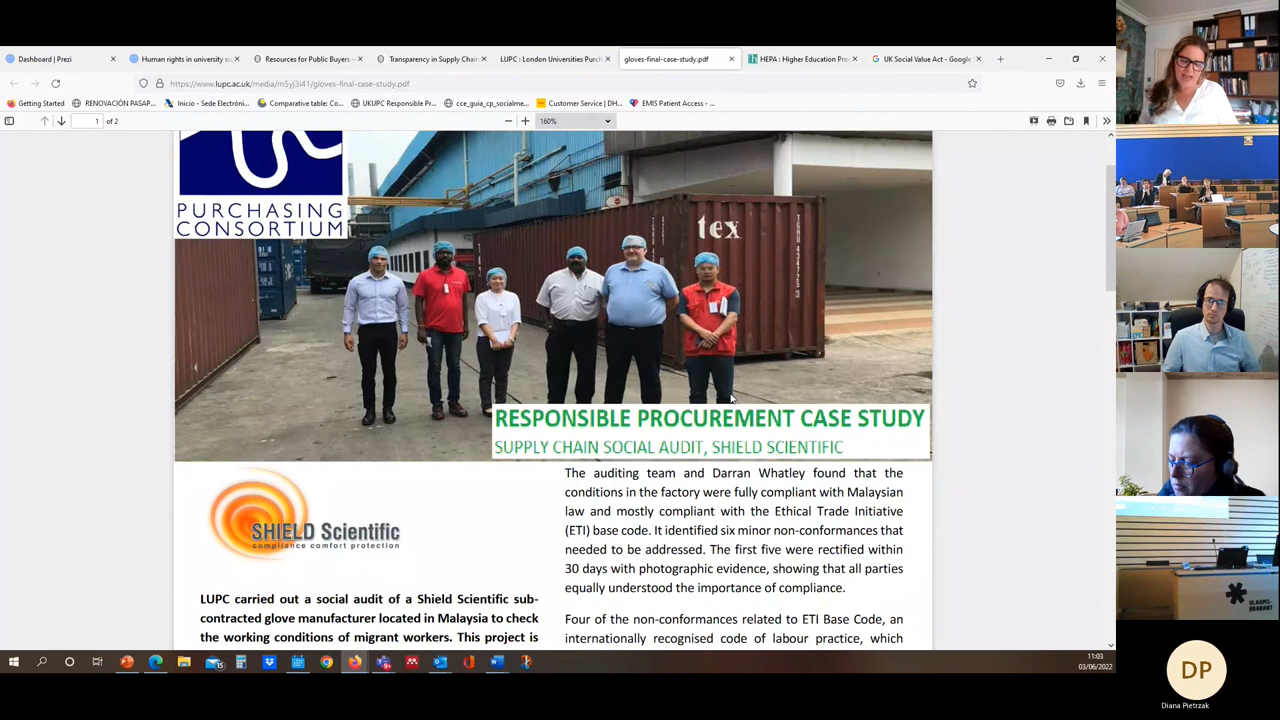 Dashboard | Prezi
Human rights in university su
Resources for Public Buyers –
Transparency in Supply Chain
LUPC : London Universities Purch
gloves-final-case-study.pdf
HEPA : Higher Education Pro
UK Social Value Act - Google
https://www.lupc.ac.uk/media/m5yj3l41/gloves-final-case-study.pdf
Getting Started
RENOVACIÓN PASAP...
Inicio - Sede Electróni...
Comparative table: Co...
UKUPC Responsible Pr...
cce_guia_cp_socialme...
Customer Service | DH...
EMIS Patient Access - ...
1 of 2
160%
PURCHASING
CONSORTIUM
tex
RESPONSIBLE PROCUREMENT CASE STUDY
SUPPLY CHAIN SOCIAL AUDIT, SHIELD SCIENTIFIC
SHIELD Scientific
compliance comfort protection
LUPC carried out a social audit of a Shield Scientific sub-
contracted glove manufacturer located in Malaysia to check
the working conditions of migrant workers. This project is
The auditing team and Darran Whatley found that the
conditions in the factory were fully compliant with Malaysian
law and mostly compliant with the Ethical Trade Initiative
(ETI) base code. It identified six minor non-conformances that
needed to be addressed. The first five were rectified within
30 days with photographic evidence, showing that all parties
equally understood the importance of compliance.
Four of the non-conformances related to ETI Base Code, an
internationally recognised code of labour practice, which
11:03
03/06/2022
VLAAMS-
BRABANT
DP
Diana Pietrzak